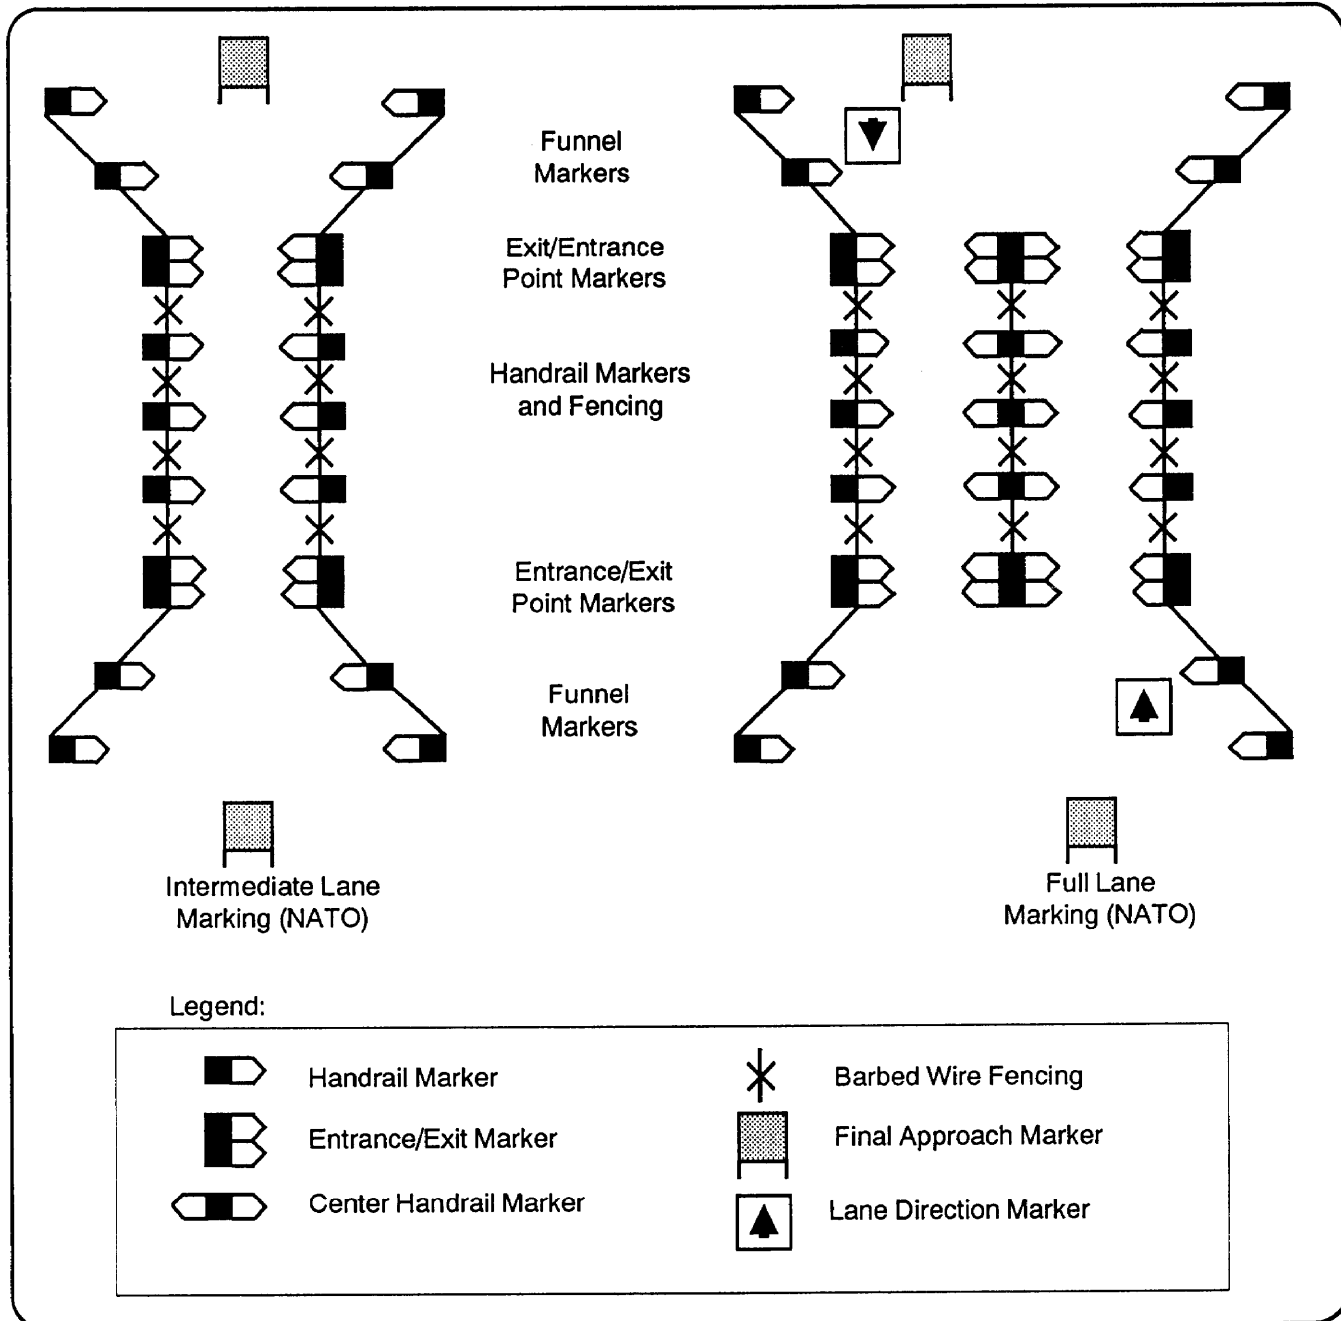 Funnel
Markers
Exit/Entrance
Point Markers
Handrail Markers
and Fencing
Entrance/Exit
Point Markers
Funnel
Markers
Intermediate Lane
Marking (NATO)
Full Lane
Marking (NATO)
Legend:
Handrail Marker
Entrance/Exit Marker
Center Handrail Marker
Barbed Wire Fencing
Final Approach Marker
Lane Direction Marker